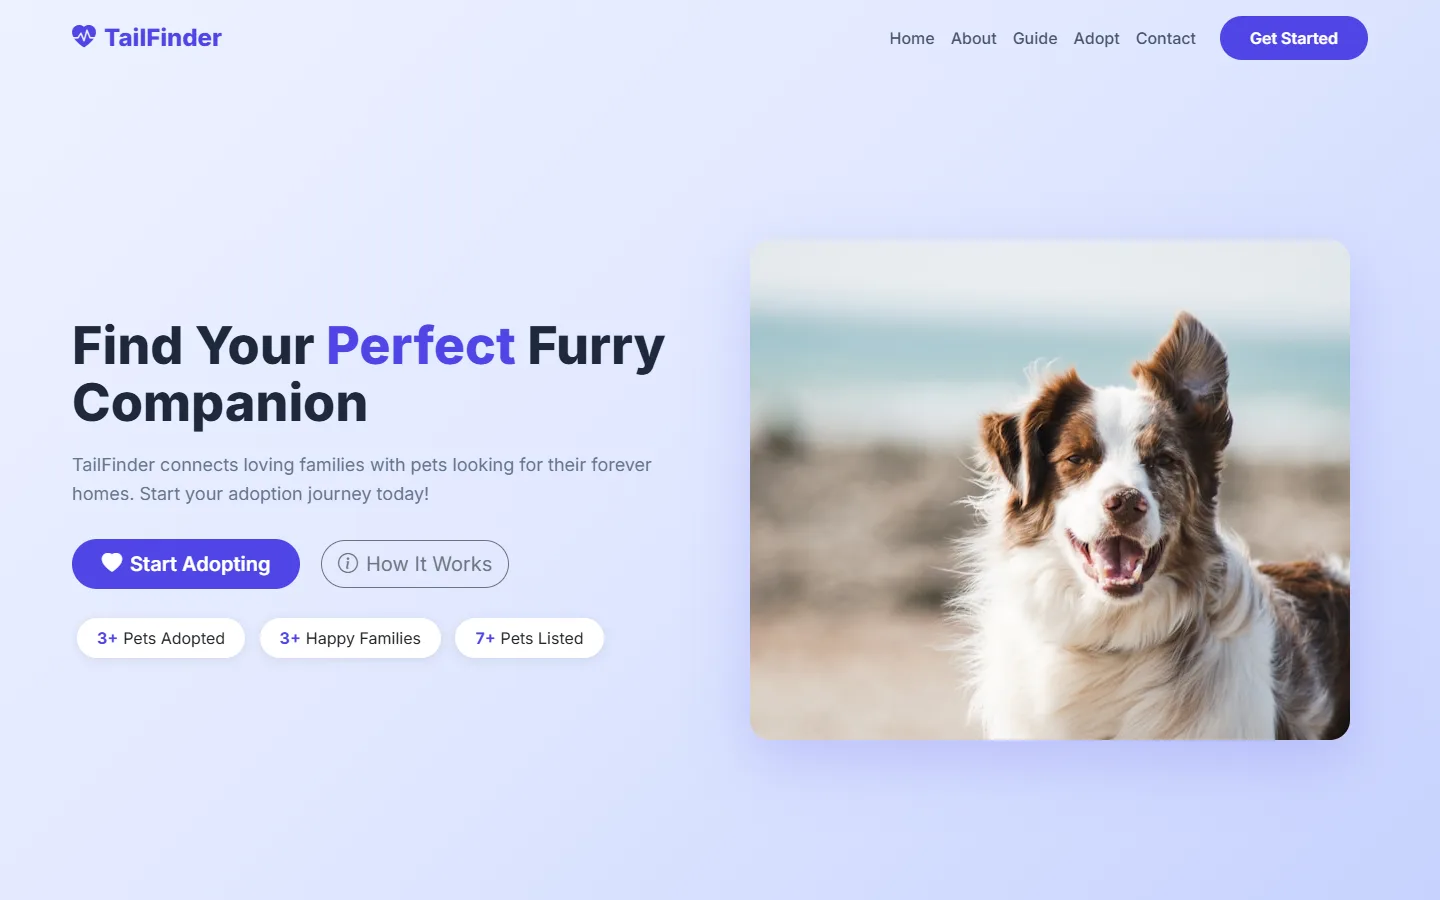 TailFinder
Home About Guide Adopt Contact Get Started
Find Your Perfect Furry
Companion
TailFinder connects loving families with pets looking for their forever
homes. Start your adoption journey today!
Start Adopting How It Works
3+ Pets Adopted 3+ Happy Families 7+ Pets Listed